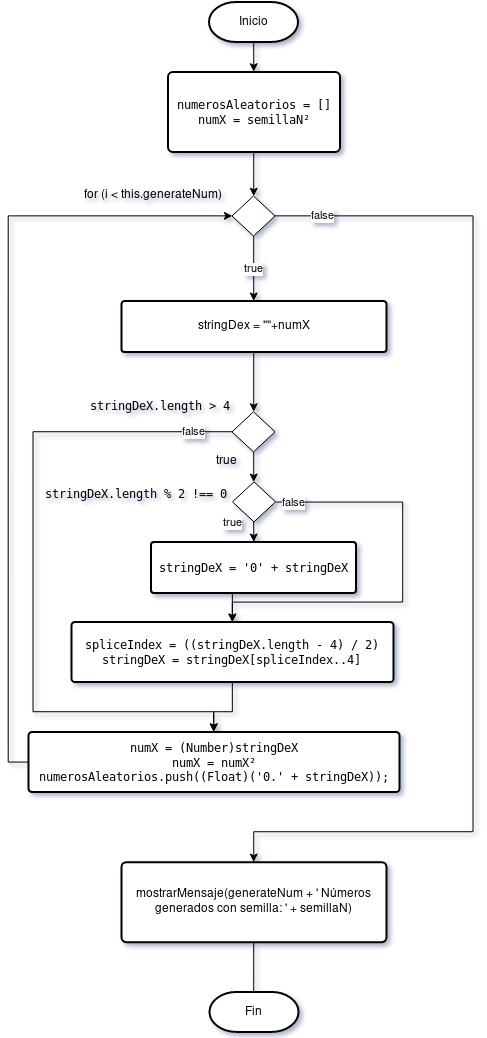 Inicio
numerosAleatorios = []
numX = semillaN²
for (i < this.generateNum)
false
true
stringDex = ""+numX
stringDeX.length > 4
false
true
stringDeX.length % 2 !== 0
false
true
stringDeX = '0' + stringDeX
spliceIndex = ((stringDeX.length - 4) / 2)
stringDeX = stringDeX[spliceIndex..4]
numX = (Number)stringDeX
numX = numX²
numerosAleatorios.push((Float)('0.' + stringDeX));
mostrarMensaje(generateNum + ' Números
generados con semilla: ' + semillaN)
Fin